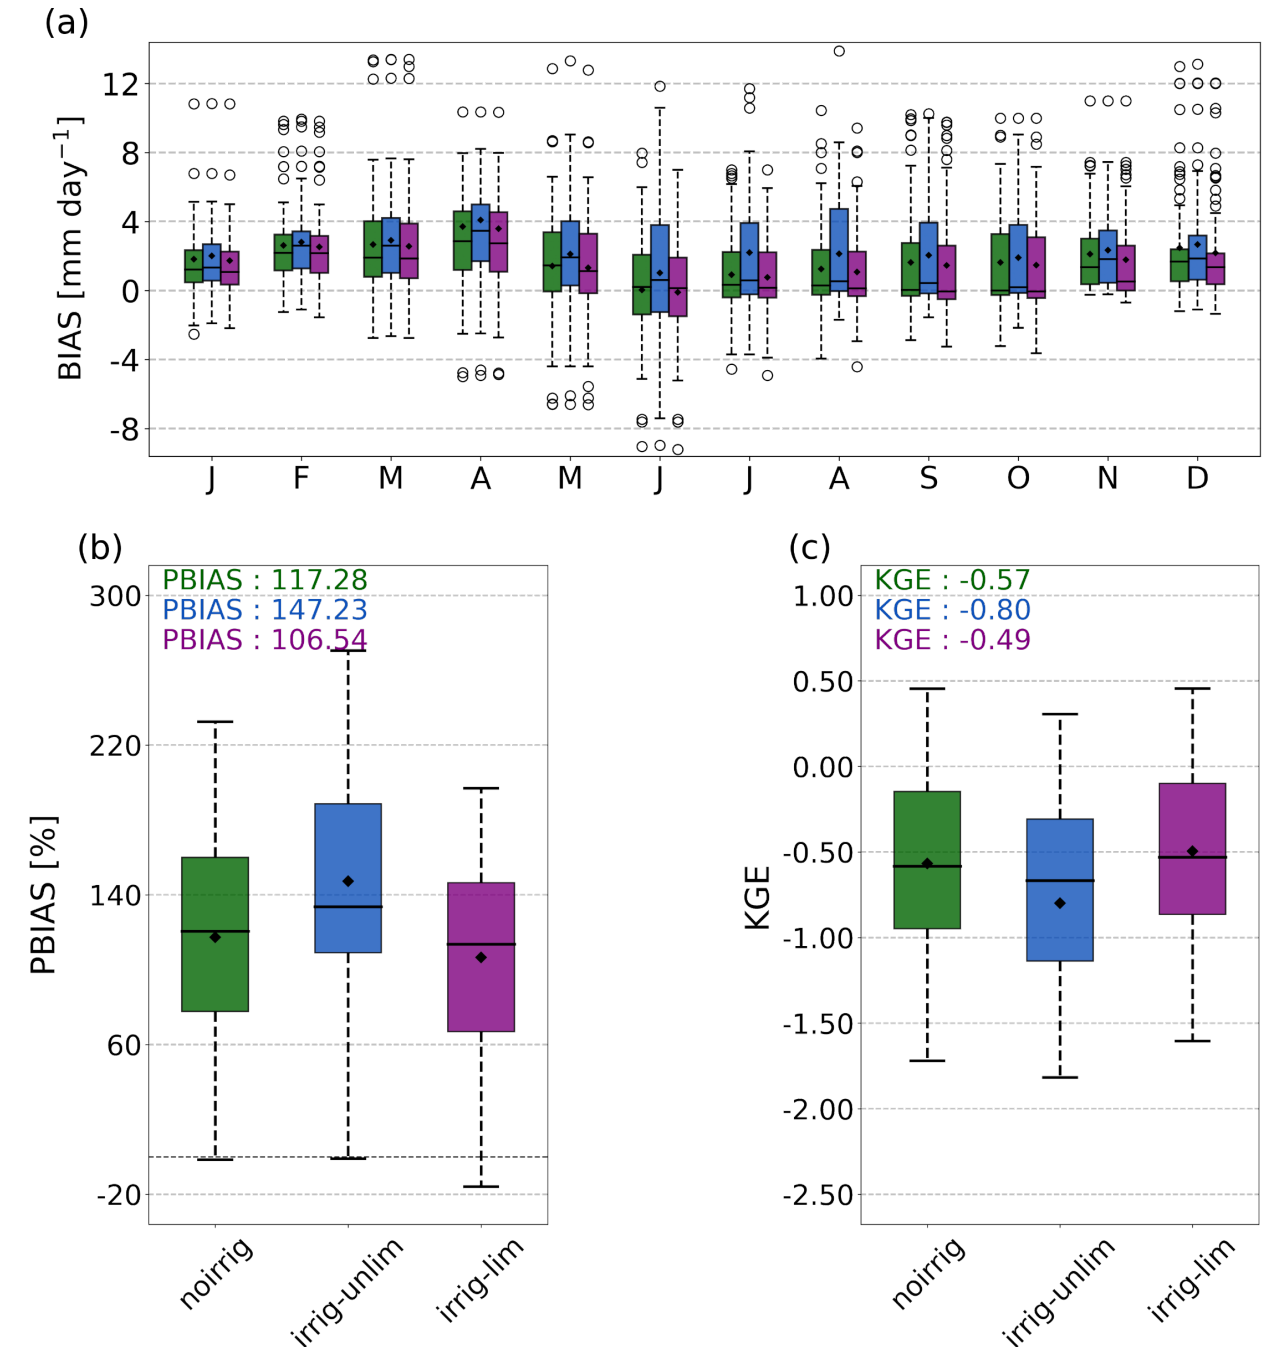 (a)
BIAS [mm day⁻¹]
12
8
4
0
-4
-8
J F M A M J J A S O N D
(b)
PBIAS : 117.28
PBIAS : 147.23
PBIAS : 106.54
PBIAS [%]
300
220
140
60
-20
noirrig
irrig-unlim
irrig-lim
(c)
KGE : -0.57
KGE : -0.80
KGE : -0.49
KGE
1.00
0.50
0.00
-0.50
-1.00
-1.50
-2.00
-2.50
noirrig
irrig-unlim
irrig-lim